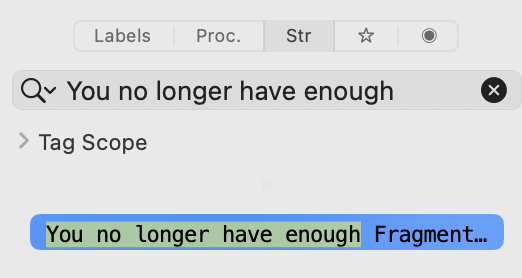 Labels Proc. Str
You no longer have enough
Tag Scope
You no longer have enough Fragment…